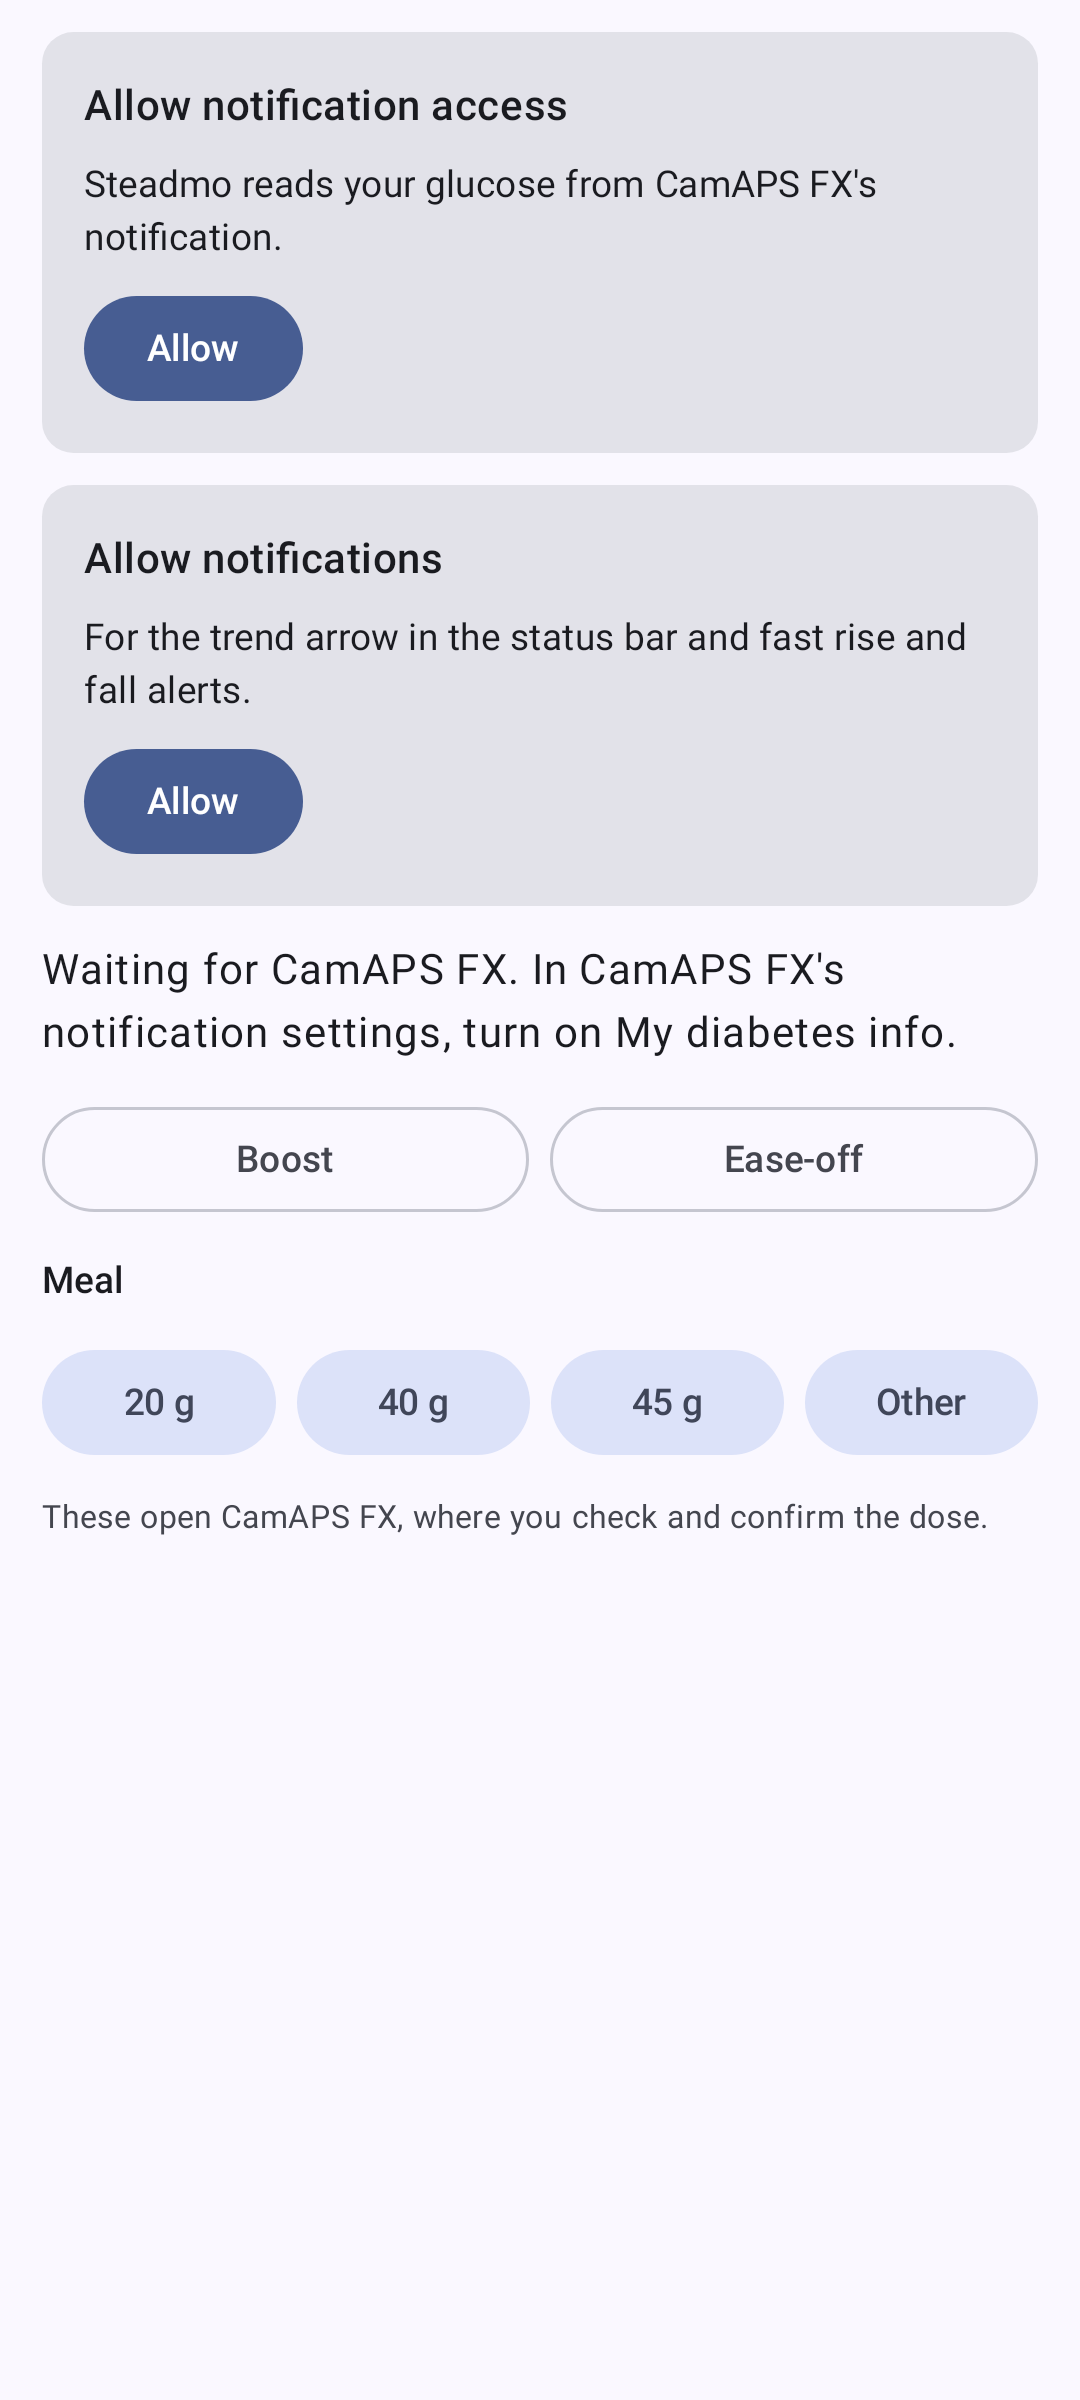 Allow notification access
Steadmo reads your glucose from CamAPS FX's
notification.
Allow
Allow notifications
For the trend arrow in the status bar and fast rise and
fall alerts.
Allow
Waiting for CamAPS FX. In CamAPS FX's
notification settings, turn on My diabetes info.
Boost
Ease-off
Meal
20 g
40 g
45 g
Other
These open CamAPS FX, where you check and confirm the dose.